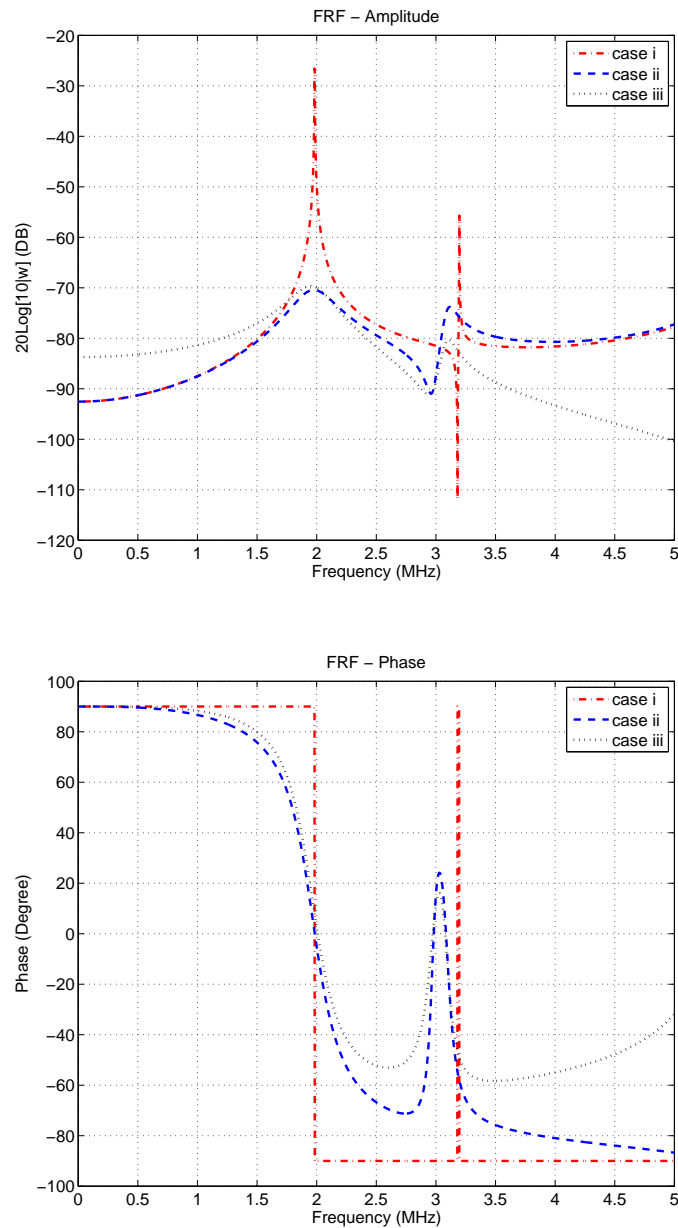 FRF − Amplitude
−20
−30
−40
−50
−60
−70
−80
−90
−100
−110
−120
20Log[10|w] (DB)
case i
case ii
case iii
0 0.5 1 1.5 2 2.5 3 3.5 4 4.5 5
Frequency (MHz)
FRF − Phase
100
80
60
40
20
0
−20
−40
−60
−80
−100
Phase (Degree)
case i
case ii
case iii
0 0.5 1 1.5 2 2.5 3 3.5 4 4.5 5
Frequency (MHz)